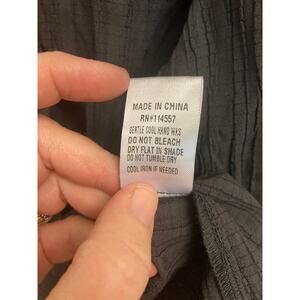 MADE IN CHINA
RN#114557
GENTLE COOL HAND WAS
DO NOT BLEACH
DRY FLAT IN SHADE
DO NOT TUMBLE DRY
COOL IRON IF NEEDED